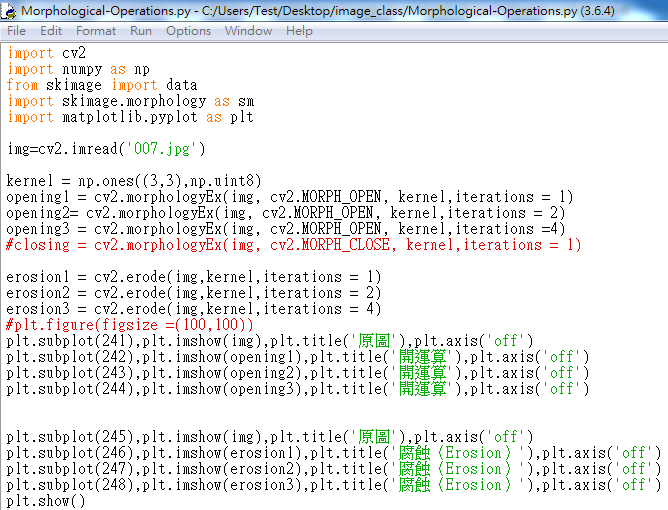 Morphological-Operations.py - C:/Users/Test/Desktop/image_class/Morphological-Operations.py (3.6.4)
File Edit Format Run Options Window Help
import cv2
import numpy as np
from skimage import data
import skimage.morphology as sm
import matplotlib.pyplot as plt
img=cv2.imread('007.jpg')
kernel = np.ones((3,3),np.uint8)
opening1 = cv2.morphologyEx(img, cv2.MORPH_OPEN, kernel,iterations = 1)
opening2= cv2.morphologyEx(img, cv2.MORPH_OPEN, kernel,iterations = 2)
opening3 = cv2.morphologyEx(img, cv2.MORPH_OPEN, kernel,iterations =4)
#closing = cv2.morphologyEx(img, cv2.MORPH_CLOSE, kernel,iterations = 1)
erosion1 = cv2.erode(img,kernel,iterations = 1)
erosion2 = cv2.erode(img,kernel,iterations = 2)
erosion3 = cv2.erode(img,kernel,iterations = 4)
#plt.figure(figsize =(100,100))
plt.subplot(241),plt.imshow(img),plt.title('原圖'),plt.axis('off')
plt.subplot(242),plt.imshow(opening1),plt.title('開運算'),plt.axis('off')
plt.subplot(243),plt.imshow(opening2),plt.title('開運算'),plt.axis('off')
plt.subplot(244),plt.imshow(opening3),plt.title('開運算'),plt.axis('off')
plt.subplot(245),plt.imshow(img),plt.title('原圖'),plt.axis('off')
plt.subplot(246),plt.imshow(erosion1),plt.title('腐蝕（Erosion）'),plt.axis('off')
plt.subplot(247),plt.imshow(erosion2),plt.title('腐蝕（Erosion）'),plt.axis('off')
plt.subplot(248),plt.imshow(erosion3),plt.title('腐蝕（Erosion）'),plt.axis('off')
plt.show()